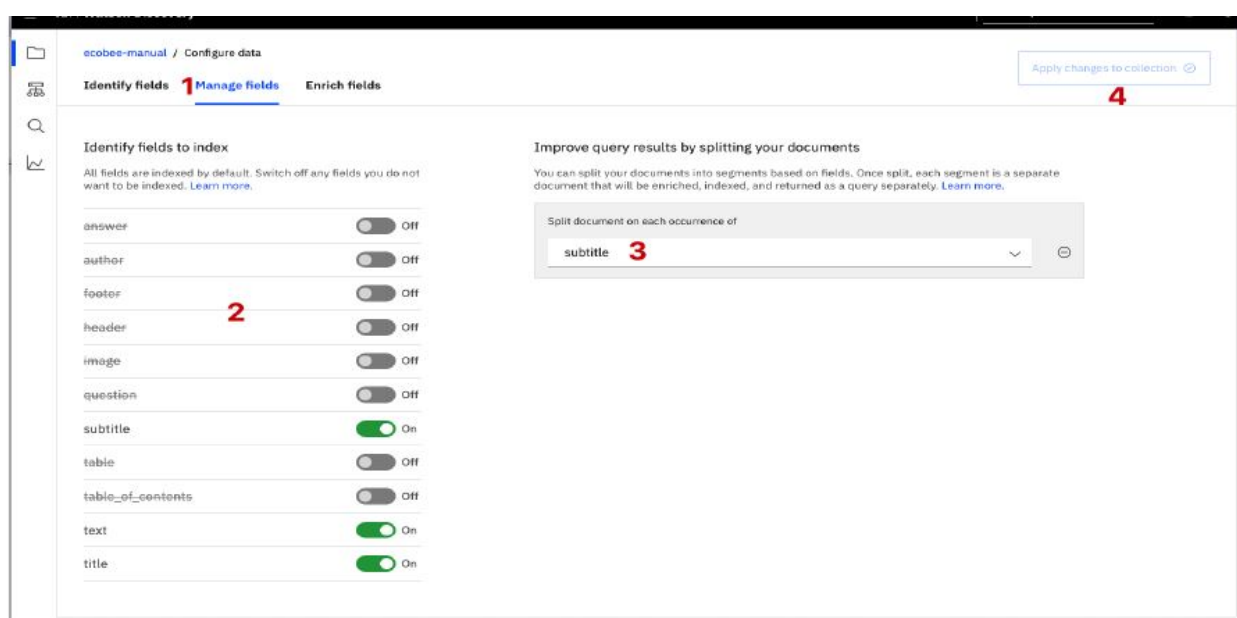 ecobee-manual / Configure data
Identify fields 1 Manage fields Enrich fields
Apply changes to collection
4
Identify fields to index
All fields are indexed by default. Switch off any fields you do not
want to be indexed. Learn more.
answer Off
author Off
footer Off
2
header Off
image Off
question Off
subtitle On
table Off
table_of_contents Off
text On
title On
Improve query results by splitting your documents
You can split your documents into segments based on fields. Once split, each segment is a separate
document that will be enriched, indexed, and returned as a query separately. Learn more.
Split document on each occurrence of
subtitle 3